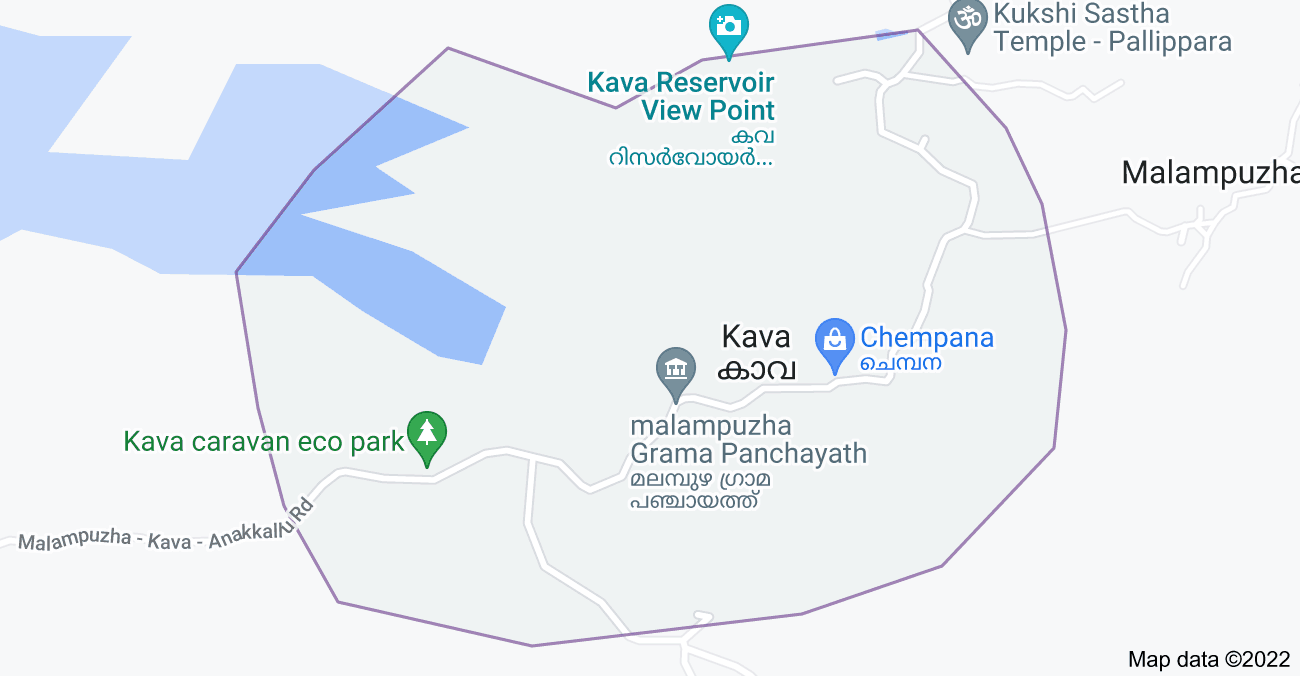 Kukshi Sastha
Temple - Pallippara
Kava Reservoir
View Point
കവ
റിസർവോയർ...
Malampuzha
Kava
കാവ
Chempana
ചെമ്പന
malampuzha
Grama Panchayath
മലമ്പുഴ ഗ്രാമ
പഞ്ചായത്ത്
Kava caravan eco park
Malampuzha - Kava - Anakkallu Rd
Map data ©2022